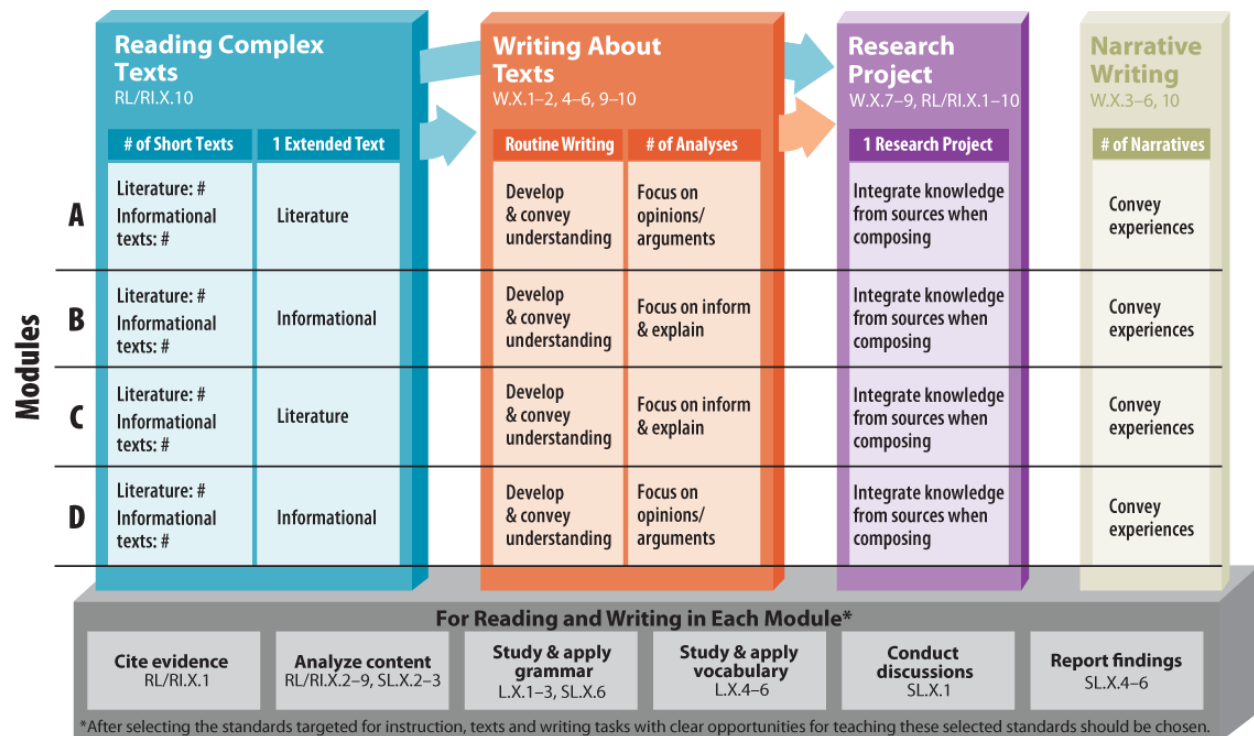 Reading Complex
Texts
RL/RI.X.10
Writing About
Texts
W.X.1–2, 4–6, 9–10
Research
Project
W.X.7–9, RL/RI.X.1–10
Narrative
Writing
W.X.3–6, 10
# of Short Texts
1 Extended Text
Routine Writing
# of Analyses
1 Research Project
# of Narratives
Modules
A
Literature: #
Informational
texts: #
Literature
Develop
& convey
understanding
Focus on
opinions/
arguments
Integrate knowledge
from sources when
composing
Convey
experiences
B
Literature: #
Informational
texts: #
Informational
Develop
& convey
understanding
Focus on inform
& explain
Integrate knowledge
from sources when
composing
Convey
experiences
C
Literature: #
Informational
texts: #
Literature
Develop
& convey
understanding
Focus on inform
& explain
Integrate knowledge
from sources when
composing
Convey
experiences
D
Literature: #
Informational
texts: #
Informational
Develop
& convey
understanding
Focus on
opinions/
arguments
Integrate knowledge
from sources when
composing
Convey
experiences
For Reading and Writing in Each Module*
Cite evidence
RL/RI.X.1
Analyze content
RL/RI.X.2–9, SL.X.2–3
Study & apply
grammar
L.X.1–3, SL.X.6
Study & apply
vocabulary
L.X.4–6
Conduct
discussions
SL.X.1
Report findings
SL.X.4–6
*After selecting the standards targeted for instruction, texts and writing tasks with clear opportunities for teaching these selected standards should be chosen.